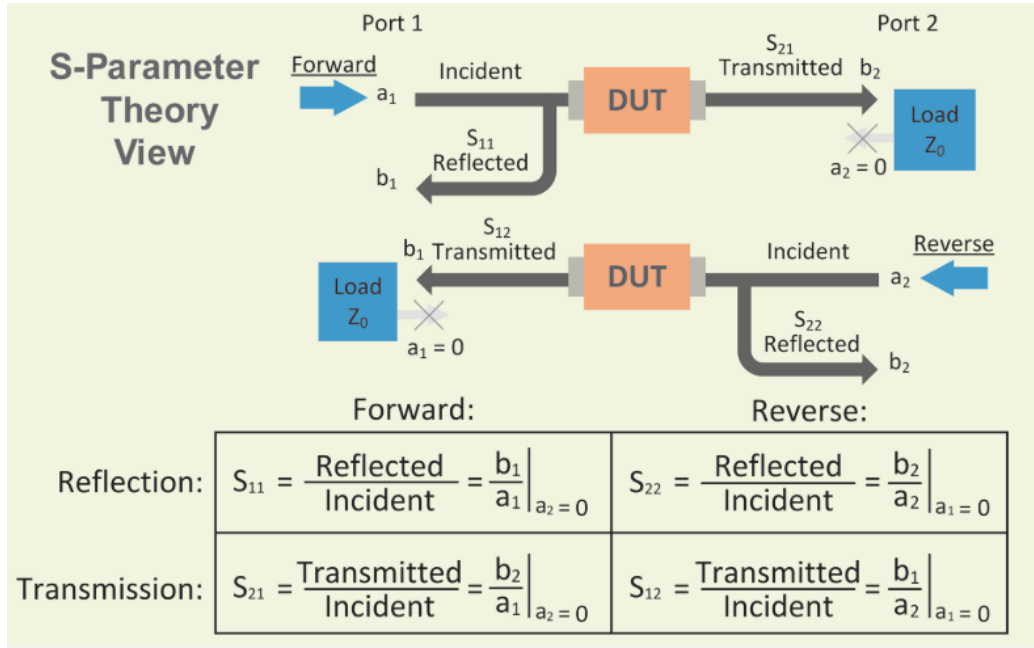 Port 1
Port 2
S-Parameter
Theory
View
Forward
a₁
Incident
S₁₁
Reflected
b₁
DUT
S₂₁
Transmitted
b₂
Load
Z₀
a₂ = 0
S₁₂
Transmitted
b₁
Load
Z₀
a₁ = 0
DUT
Incident
a₂
Reverse
S₂₂
Reflected
b₂
Forward:
Reverse:
Reflection:
S₁₁ = Reflected/Incident = b₁/a₁|a₂ = 0
S₂₂ = Reflected/Incident = b₂/a₂|a₁ = 0
Transmission:
S₂₁ = Transmitted/Incident = b₂/a₁|a₂ = 0
S₁₂ = Transmitted/Incident = b₁/a₂|a₁ = 0